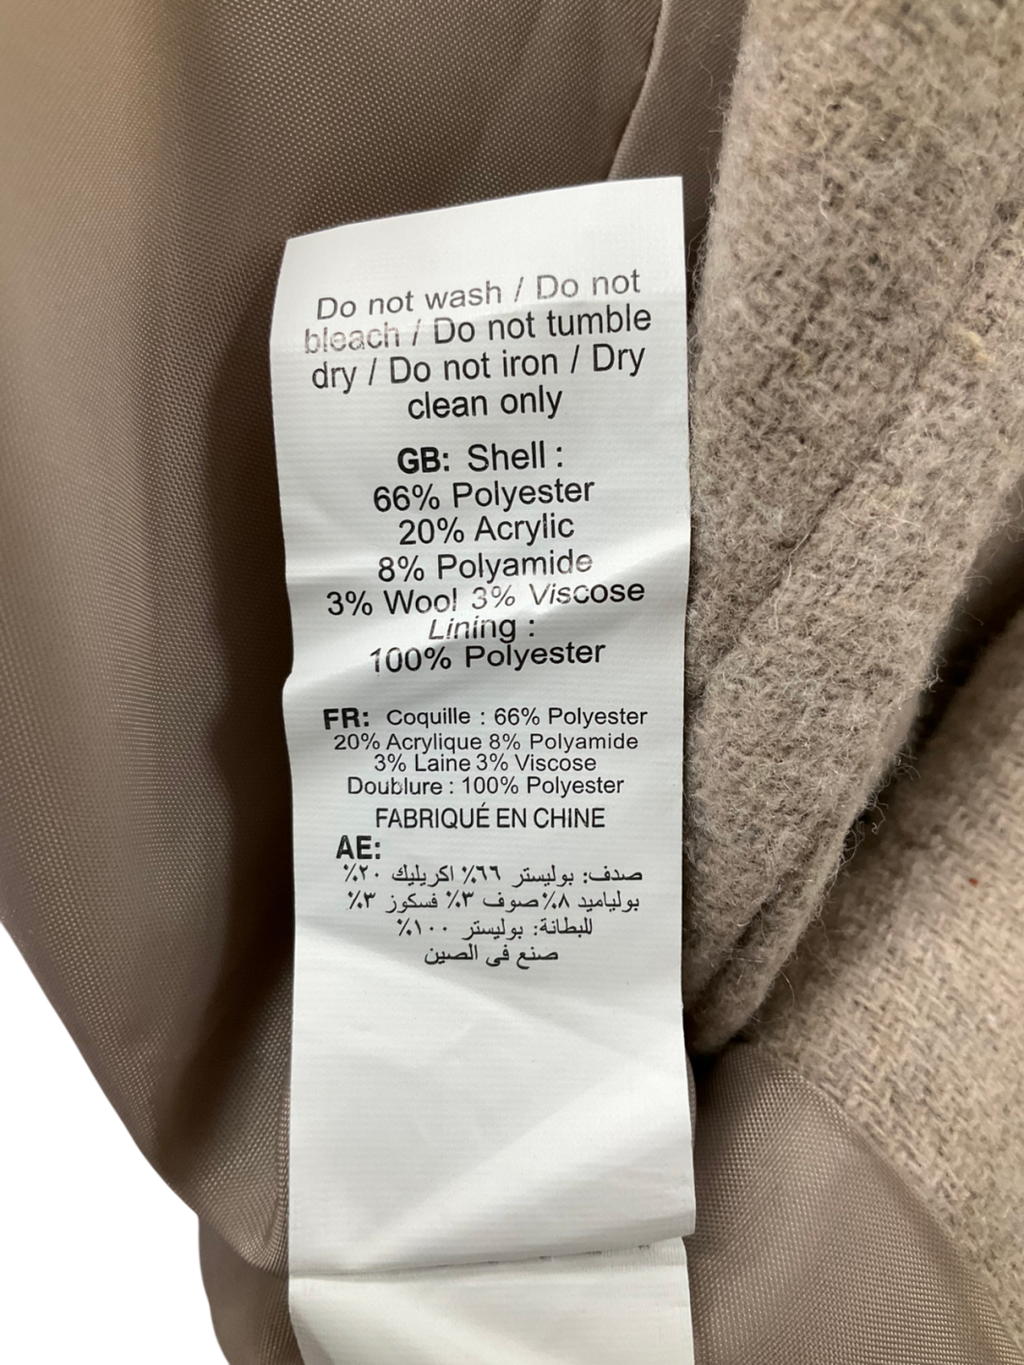 Do not wash / Do not
bleach / Do not tumble
dry / Do not iron / Dry
clean only
GB: Shell :
66% Polyester
20% Acrylic
8% Polyamide
3% Wool 3% Viscose
Lining :
100% Polyester
FR: Coquille : 66% Polyester
20% Acrylique 8% Polyamide
3% Laine 3% Viscose
Doublure : 100% Polyester
FABRIQUÉ EN CHINE
AE:
صدف: بوليستر ٦٦٪ اكريليك ٢٠٪
بولياميد ٨٪ صوف ٣٪ فسكوز ٣٪
للبطانة: بوليستر ١٠٠٪
صنع في الصين